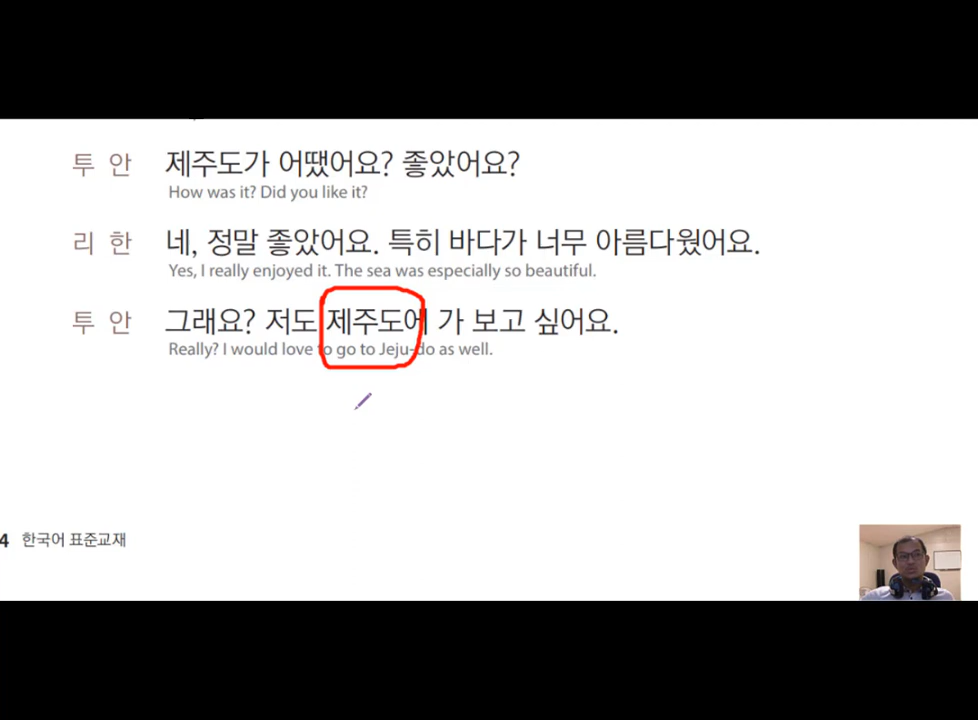 투 안 제주도가 어땠어요? 좋았어요?
How was it? Did you like it?
리 한 네, 정말 좋았어요. 특히 바다가 너무 아름다웠어요.
Yes, I really enjoyed it. The sea was especially so beautiful.
투 안 그래요? 저도 제주도에 가 보고 싶어요.
Really? I would love to go to Jeju-do as well.
4 한국어 표준교재